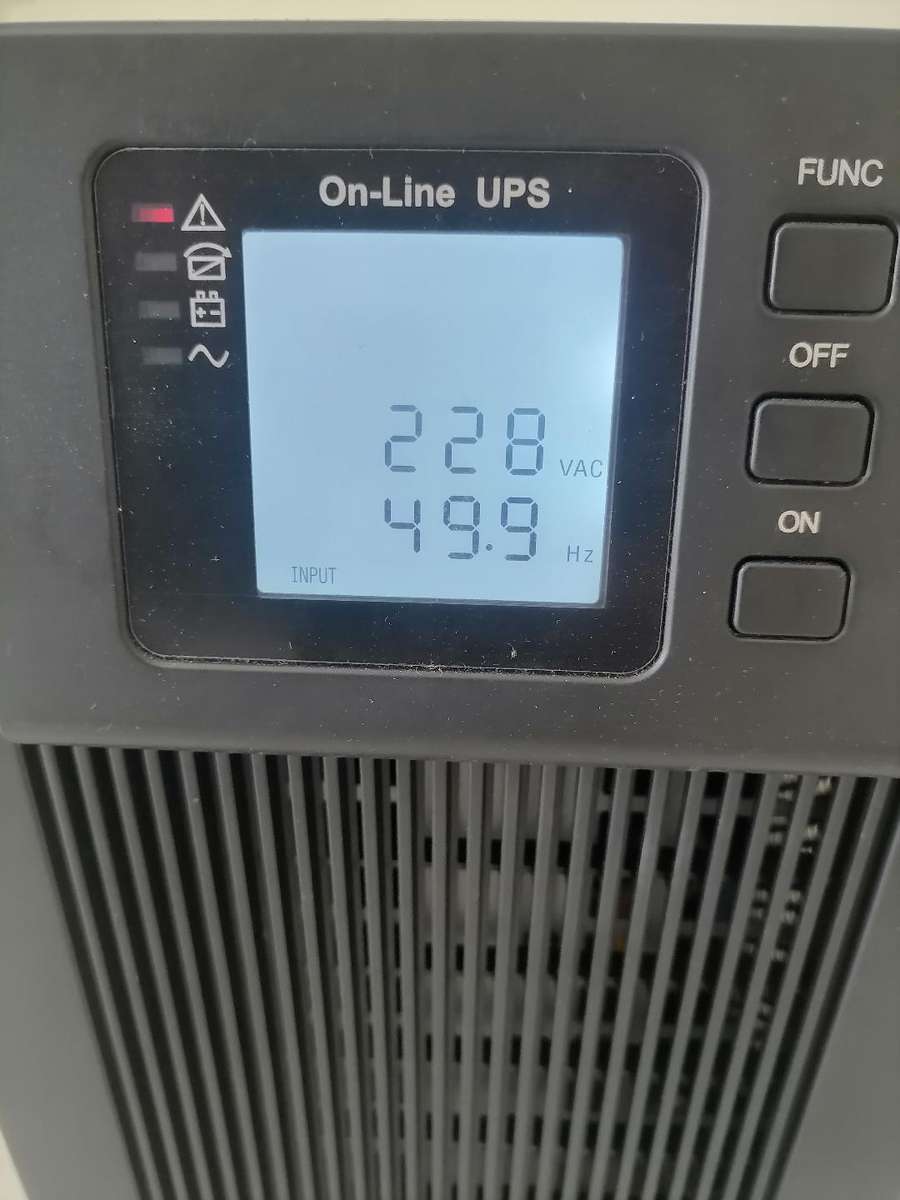 On-Line UPS
FUNC
OFF
228 VAC
ON
49.9 Hz
INPUT